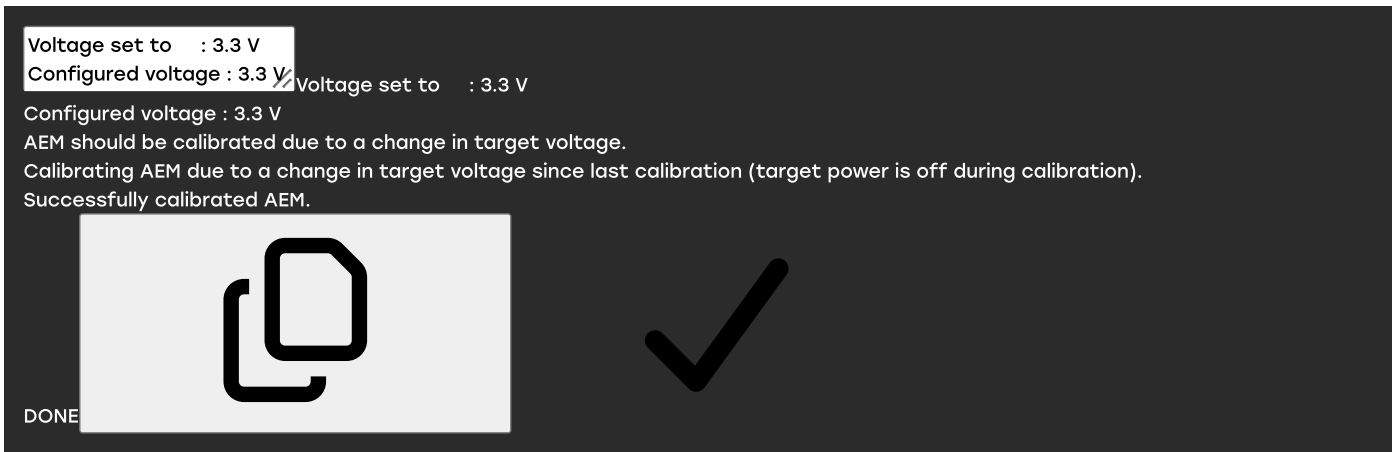 Voltage set to : 3.3 V
Configured voltage : 3.3 V
Voltage set to : 3.3 V
Configured voltage : 3.3 V
AEM should be calibrated due to a change in target voltage.
Calibrating AEM due to a change in target voltage since last calibration (target power is off during calibration).
Successfully calibrated AEM.
DONE